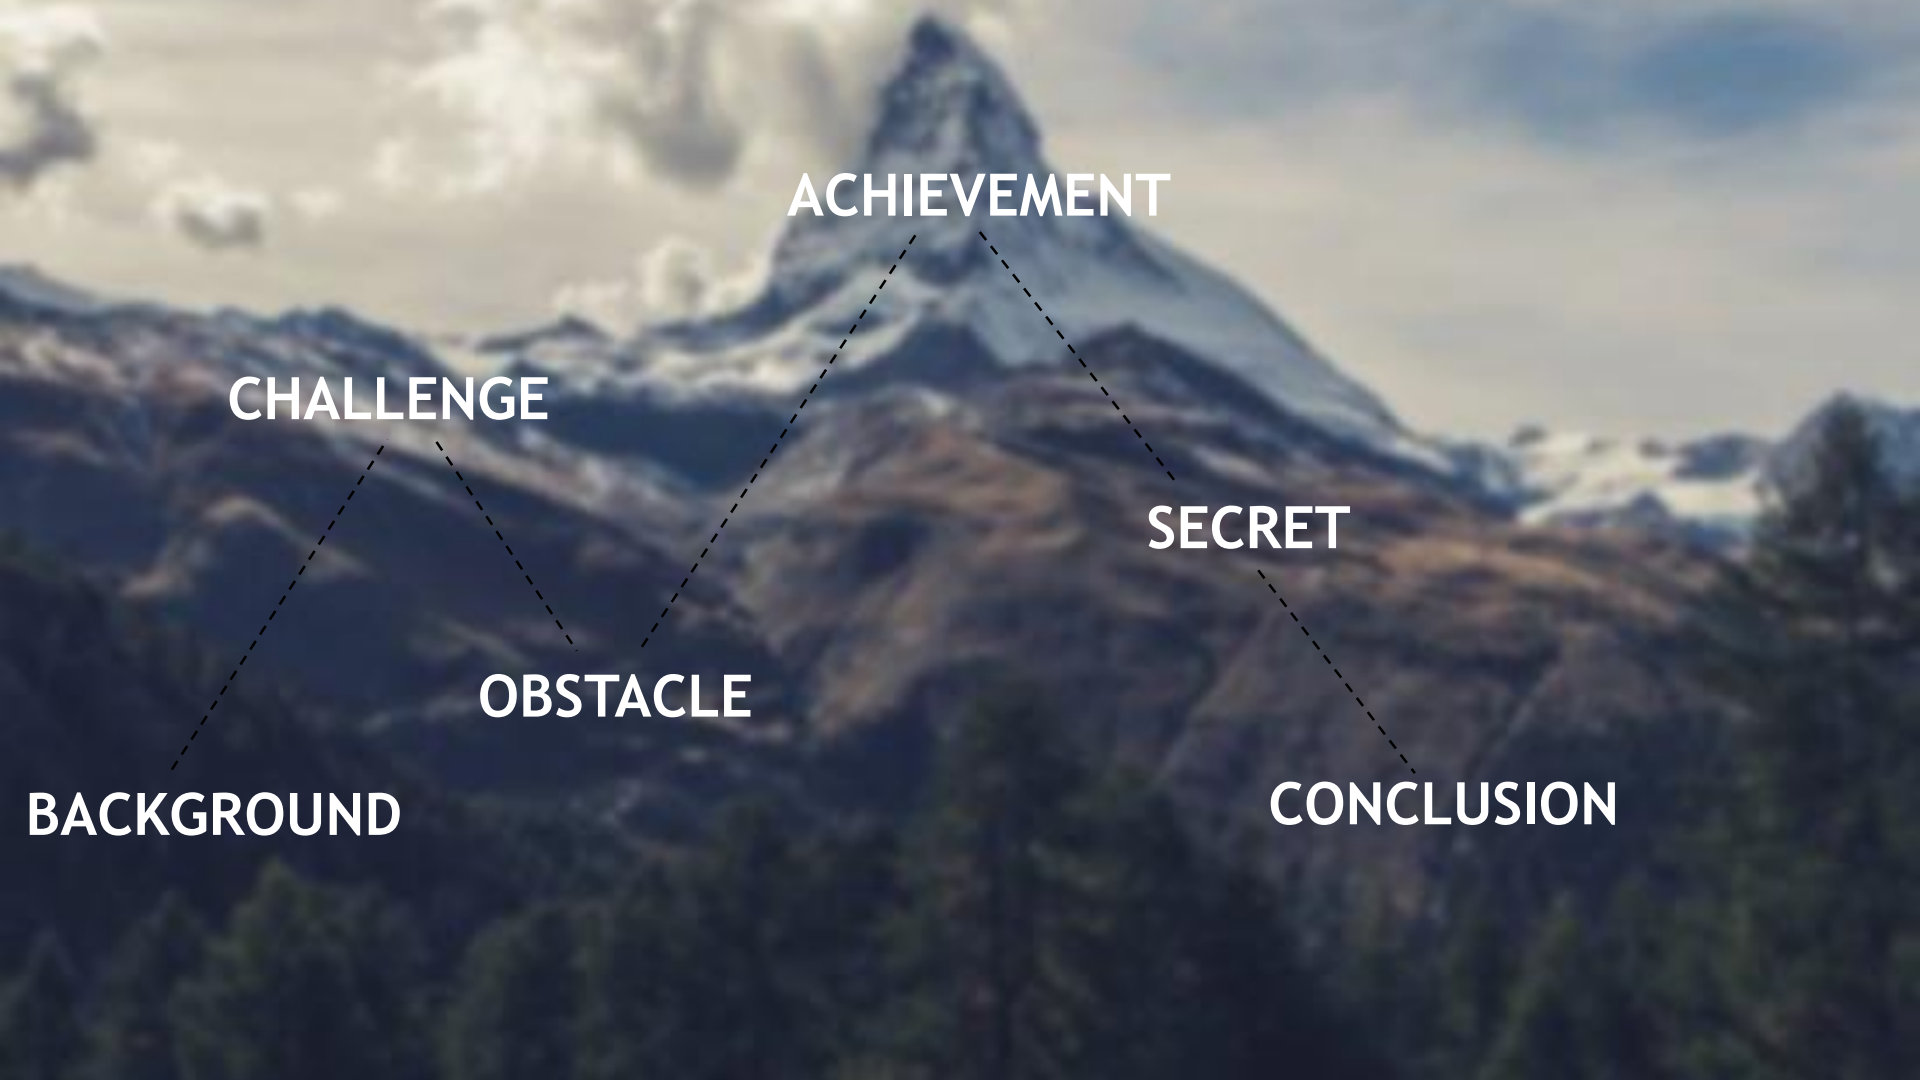 ACHIEVEMENT
CHALLENGE
SECRET
OBSTACLE
BACKGROUND
CONCLUSION